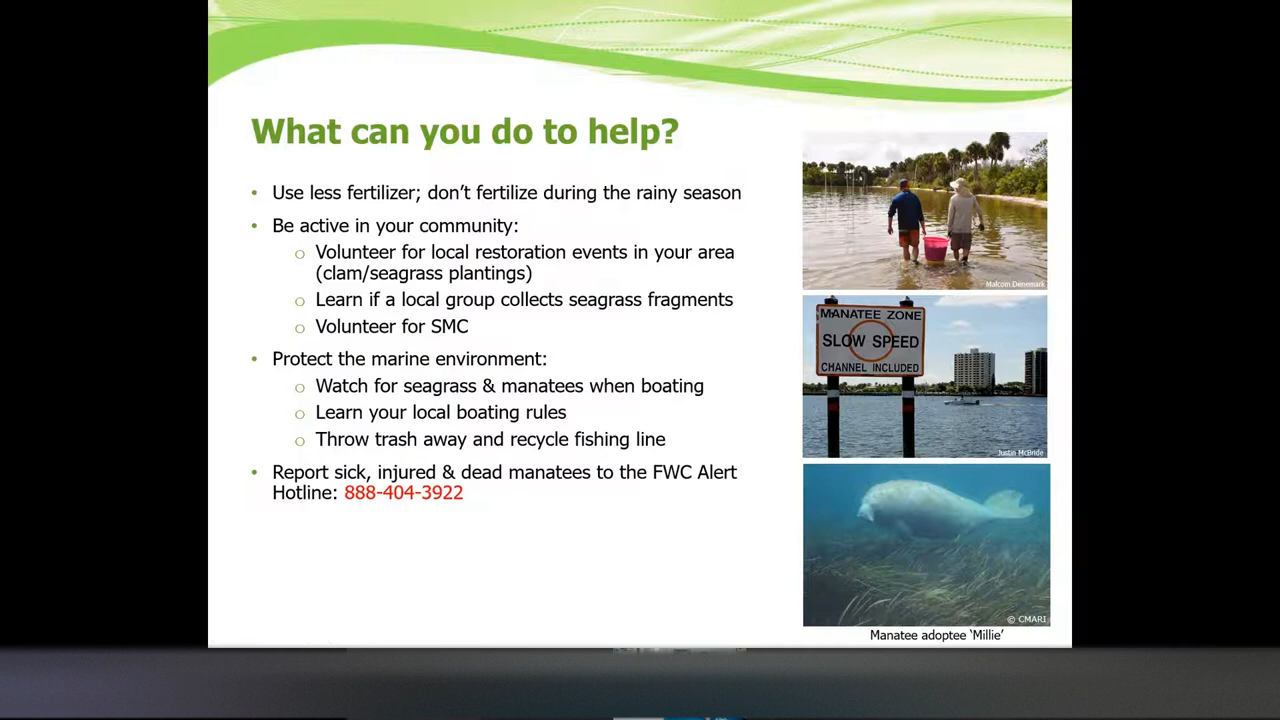 What can you do to help?
• Use less fertilizer; don’t fertilize during the rainy season
• Be active in your community:
o Volunteer for local restoration events in your area
(clam/seagrass plantings)
o Learn if a local group collects seagrass fragments
o Volunteer for SMC
• Protect the marine environment:
o Watch for seagrass & manatees when boating
o Learn your local boating rules
o Throw trash away and recycle fishing line
• Report sick, injured & dead manatees to the FWC Alert
Hotline: 888-404-3922
Malcom Denemark
MANATEE ZONE
SLOW SPEED
CHANNEL INCLUDED
Justin McBride
© CMARI
Manatee adoptee ‘Millie’